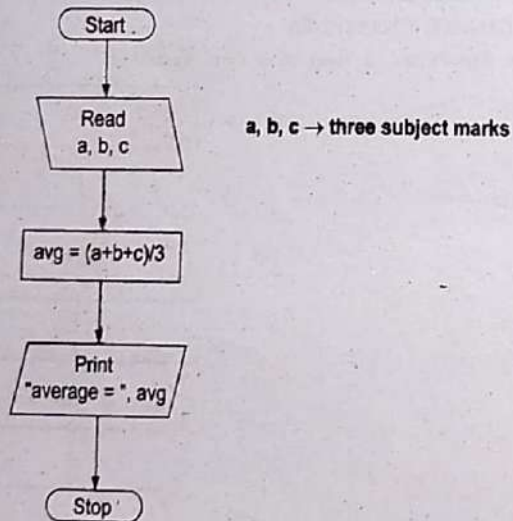 Start
Read
a, b, c
a, b, c → three subject marks
avg = (a+b+c)/3
Print
"average = ", avg
Stop